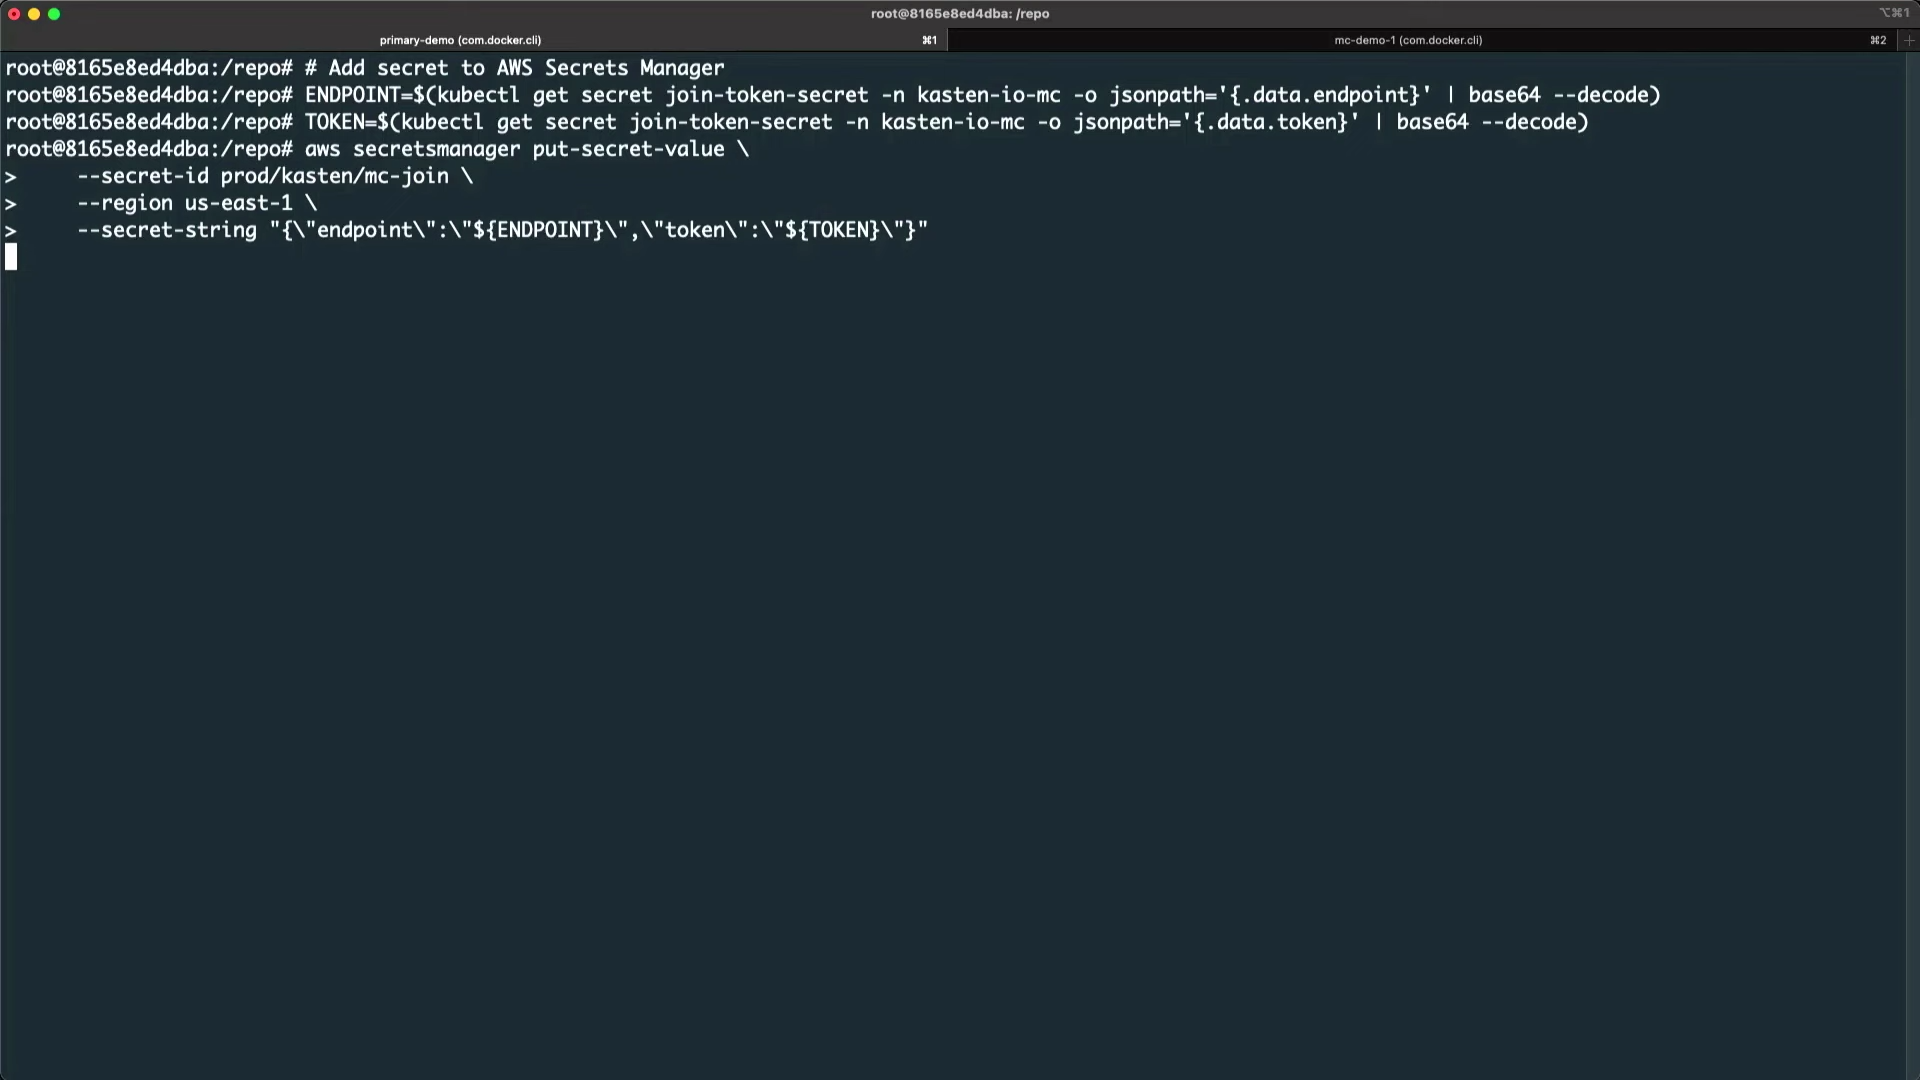 root@8165e8ed4dba: /repo
⌥⌘1
primary-demo (com.docker.cli)
⌘1
mc-demo-1 (com.docker.cli)
⌘2
+
root@8165e8ed4dba:/repo# # Add secret to AWS Secrets Manager
root@8165e8ed4dba:/repo# ENDPOINT=$(kubectl get secret join-token-secret -n kasten-io-mc -o jsonpath='{.data.endpoint}' | base64 --decode)
root@8165e8ed4dba:/repo# TOKEN=$(kubectl get secret join-token-secret -n kasten-io-mc -o jsonpath='{.data.token}' | base64 --decode)
root@8165e8ed4dba:/repo# aws secretsmanager put-secret-value \
>     --secret-id prod/kasten/mc-join \
>     --region us-east-1 \
>     --secret-string "{\"endpoint\":\"${ENDPOINT}\",\"token\":\"${TOKEN}\"}"